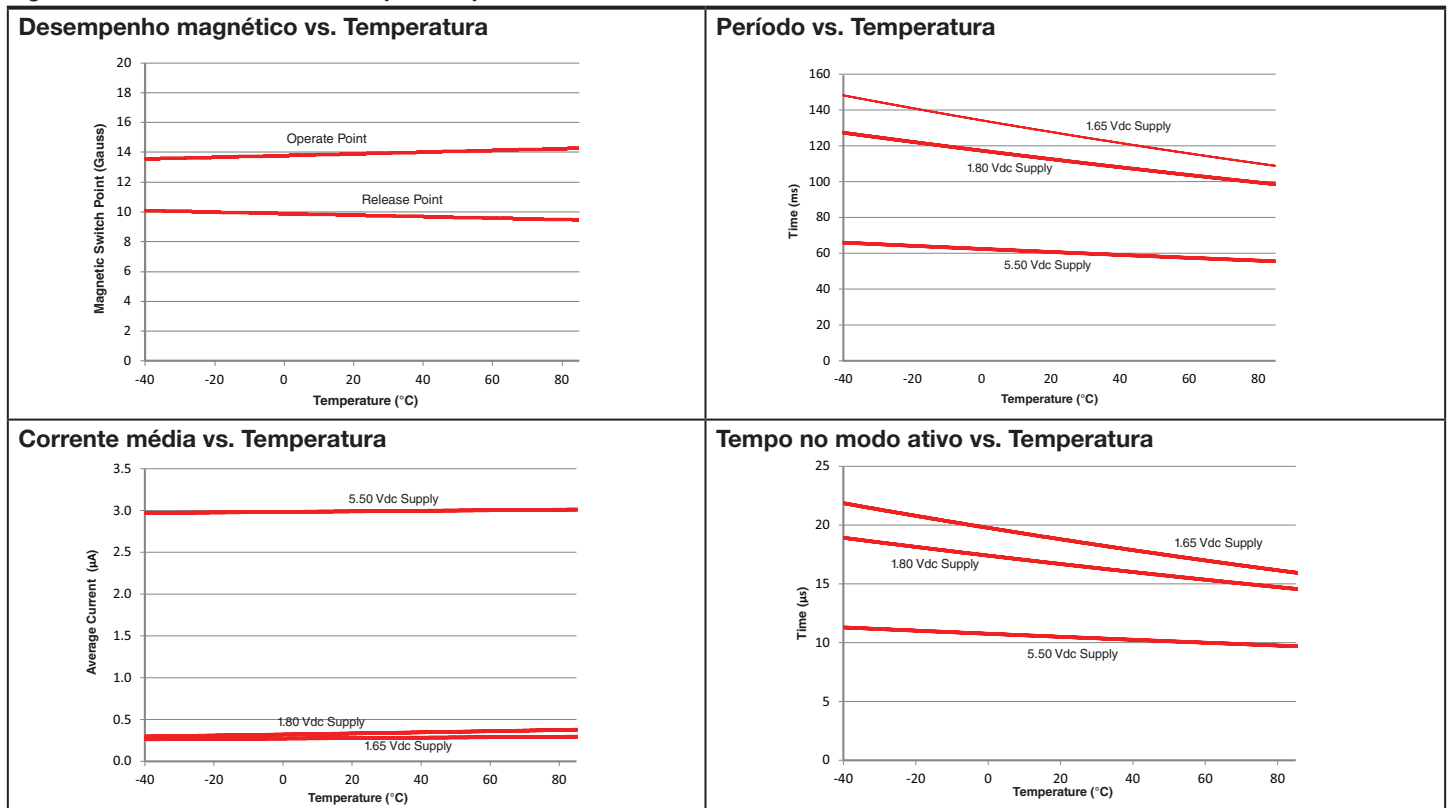 Desempenho magnético vs. Temperatura
20
18
16
14
12
10
8
6
4
2
0
Magnetic Switch Point (Gauss)
Operate Point
Release Point
-40 -20 0 20 40 60 80
Temperature (°C)
Período vs. Temperatura
160
140
120
100
80
60
40
20
0
Time (ms)
1.65 Vdc Supply
1.80 Vdc Supply
5.50 Vdc Supply
-40 -20 0 20 40 60 80
Temperature (°C)
Corrente média vs. Temperatura
3.5
3.0
2.5
2.0
1.5
1.0
0.5
0.0
Average Current (µA)
5.50 Vdc Supply
1.80 Vdc Supply
1.65 Vdc Supply
-40 -20 0 20 40 60 80
Temperature (°C)
Tempo no modo ativo vs. Temperatura
25
20
15
10
5
0
Time (µs)
1.65 Vdc Supply
1.80 Vdc Supply
5.50 Vdc Supply
-40 -20 0 20 40 60 80
Temperature (°C)